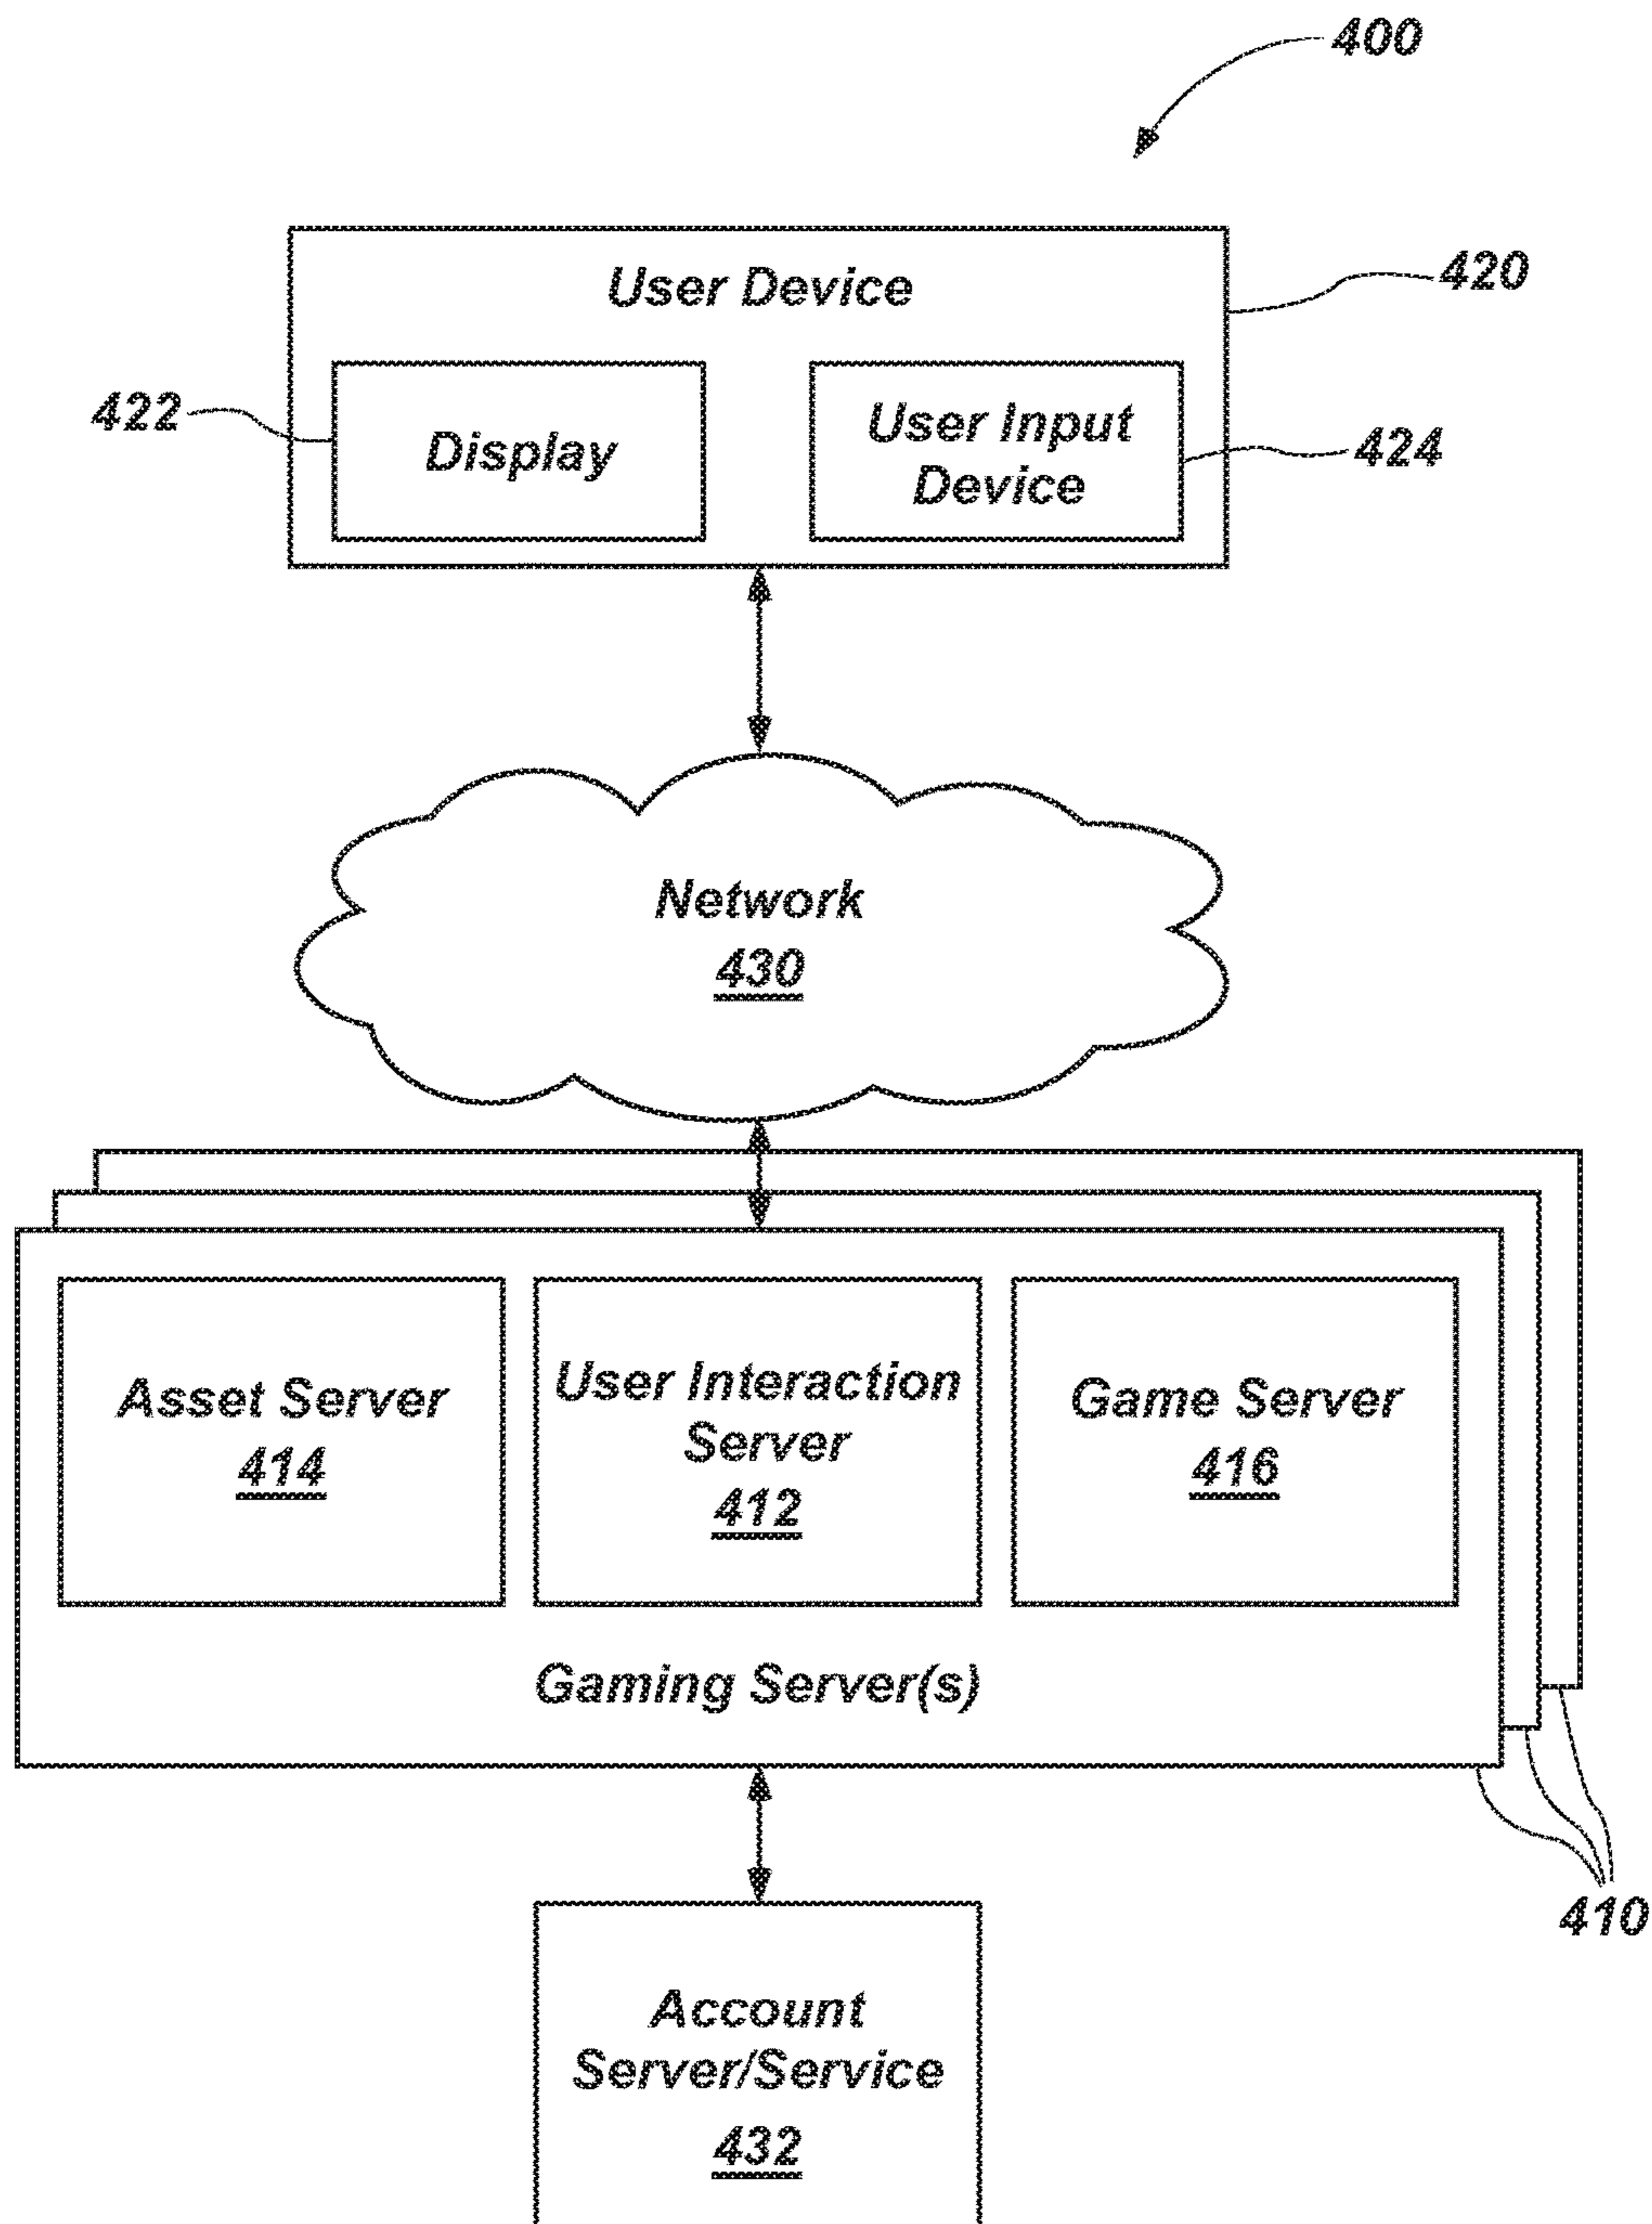 400
User Device
420
422
Display
User Input
Device
424
Network
430
Asset Server
414
User Interaction
Server
412
Game Server
416
Gaming Server(s)
410
Account
Server/Service
432